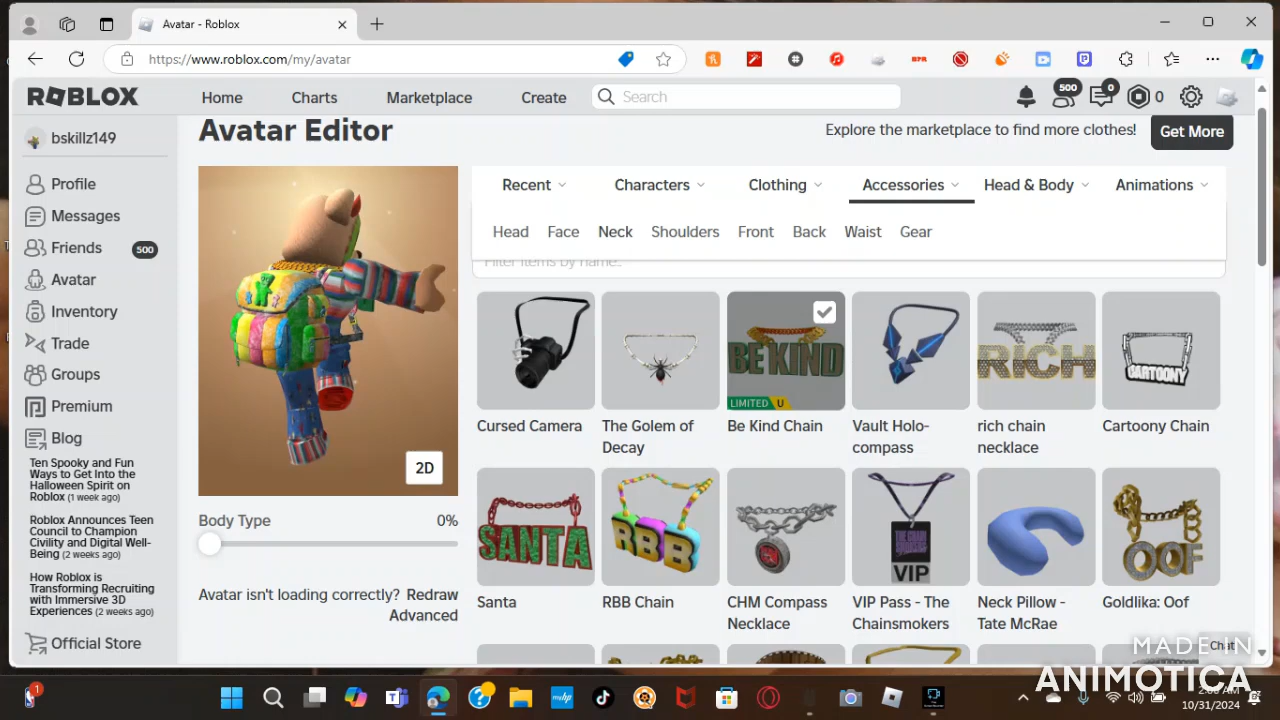 Avatar - Roblox
https://www.roblox.com/my/avatar
ROBLOX
Home
Charts
Marketplace
Create
Search
500
0
0
bskillz149
Profile
Messages
Friends
500
Avatar
Inventory
Trade
Groups
Premium
Blog
Ten Spooky and Fun
Ways to Get Into the
Halloween Spirit on
Roblox (1 week ago)
Roblox Announces Teen
Council to Champion
Civility and Digital Well-
Being (2 weeks ago)
How Roblox is
Transforming Recruiting
with Immersive 3D
Experiences (2 weeks ago)
Official Store
Avatar Editor
Explore the marketplace to find more clothes!
Get More
2D
Body Type
0%
Avatar isn't loading correctly? Redraw
Advanced
Recent
Characters
Clothing
Accessories
Head & Body
Animations
Head
Face
Neck
Shoulders
Front
Back
Waist
Gear
Filter items by name..
BE KIND
LIMITED U
RICH
CARTOONY
Cursed Camera
The Golem of
Decay
Be Kind Chain
Vault Holo-
compass
rich chain
necklace
Cartoony Chain
SANTA
RBB
VIP
OOF
Santa
RBB Chain
CHM Compass
Necklace
VIP Pass - The
Chainsmokers
Neck Pillow -
Tate McRae
Goldlika: Oof
Chat
MADE IN
ANIMOTICA
1
10/31/2024